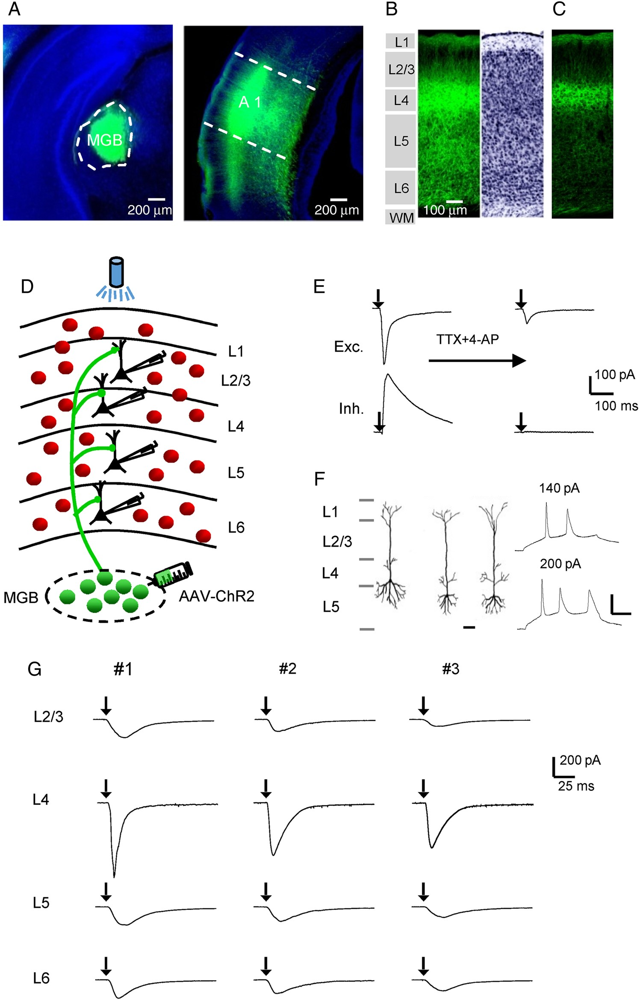 A
B
C
MGB
200 µm
A 1
200 µm
L1
L2/3
L4
L5
L6
WM
100 µm
D
L1
L2/3
L4
L5
L6
MGB
AAV-ChR2
E
Exc.
TTX+4-AP
100 pA
100 ms
Inh.
F
L1
L2/3
L4
L5
140 pA
200 pA
G
#1
#2
#3
L2/3
L4
200 pA
25 ms
L5
L6